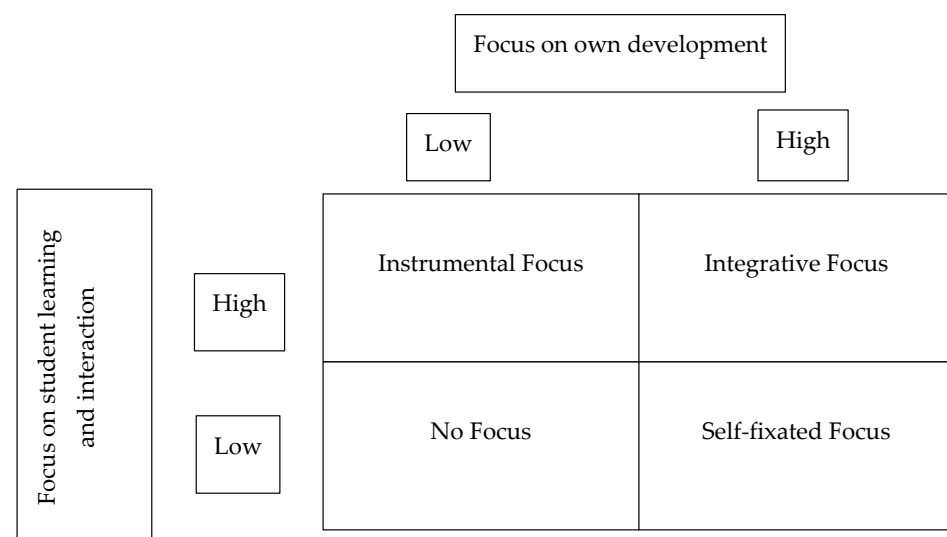 Focus on own development
Low
High
Focus on student learning
and interaction
High
Instrumental Focus
Integrative Focus
Low
No Focus
Self-fixated Focus